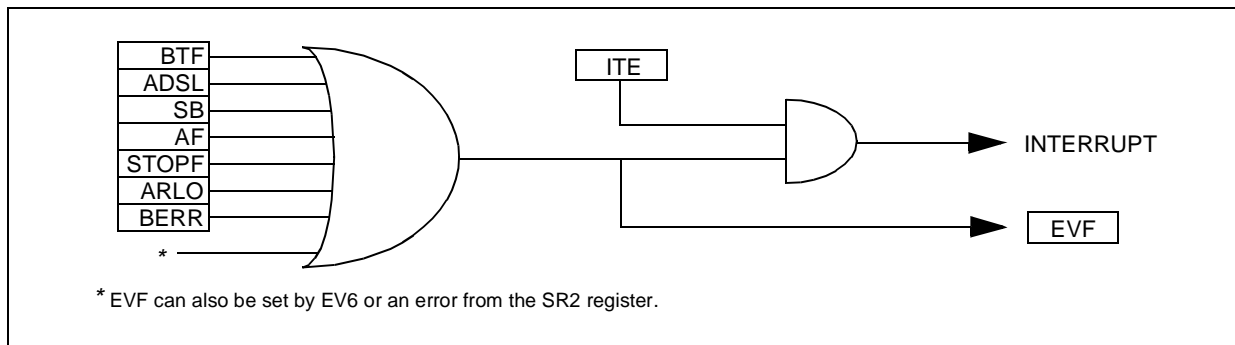 BTF
ADSL
SB
AF
STOPF
ARLO
BERR
*
ITE
INTERRUPT
EVF
* EVF can also be set by EV6 or an error from the SR2 register.